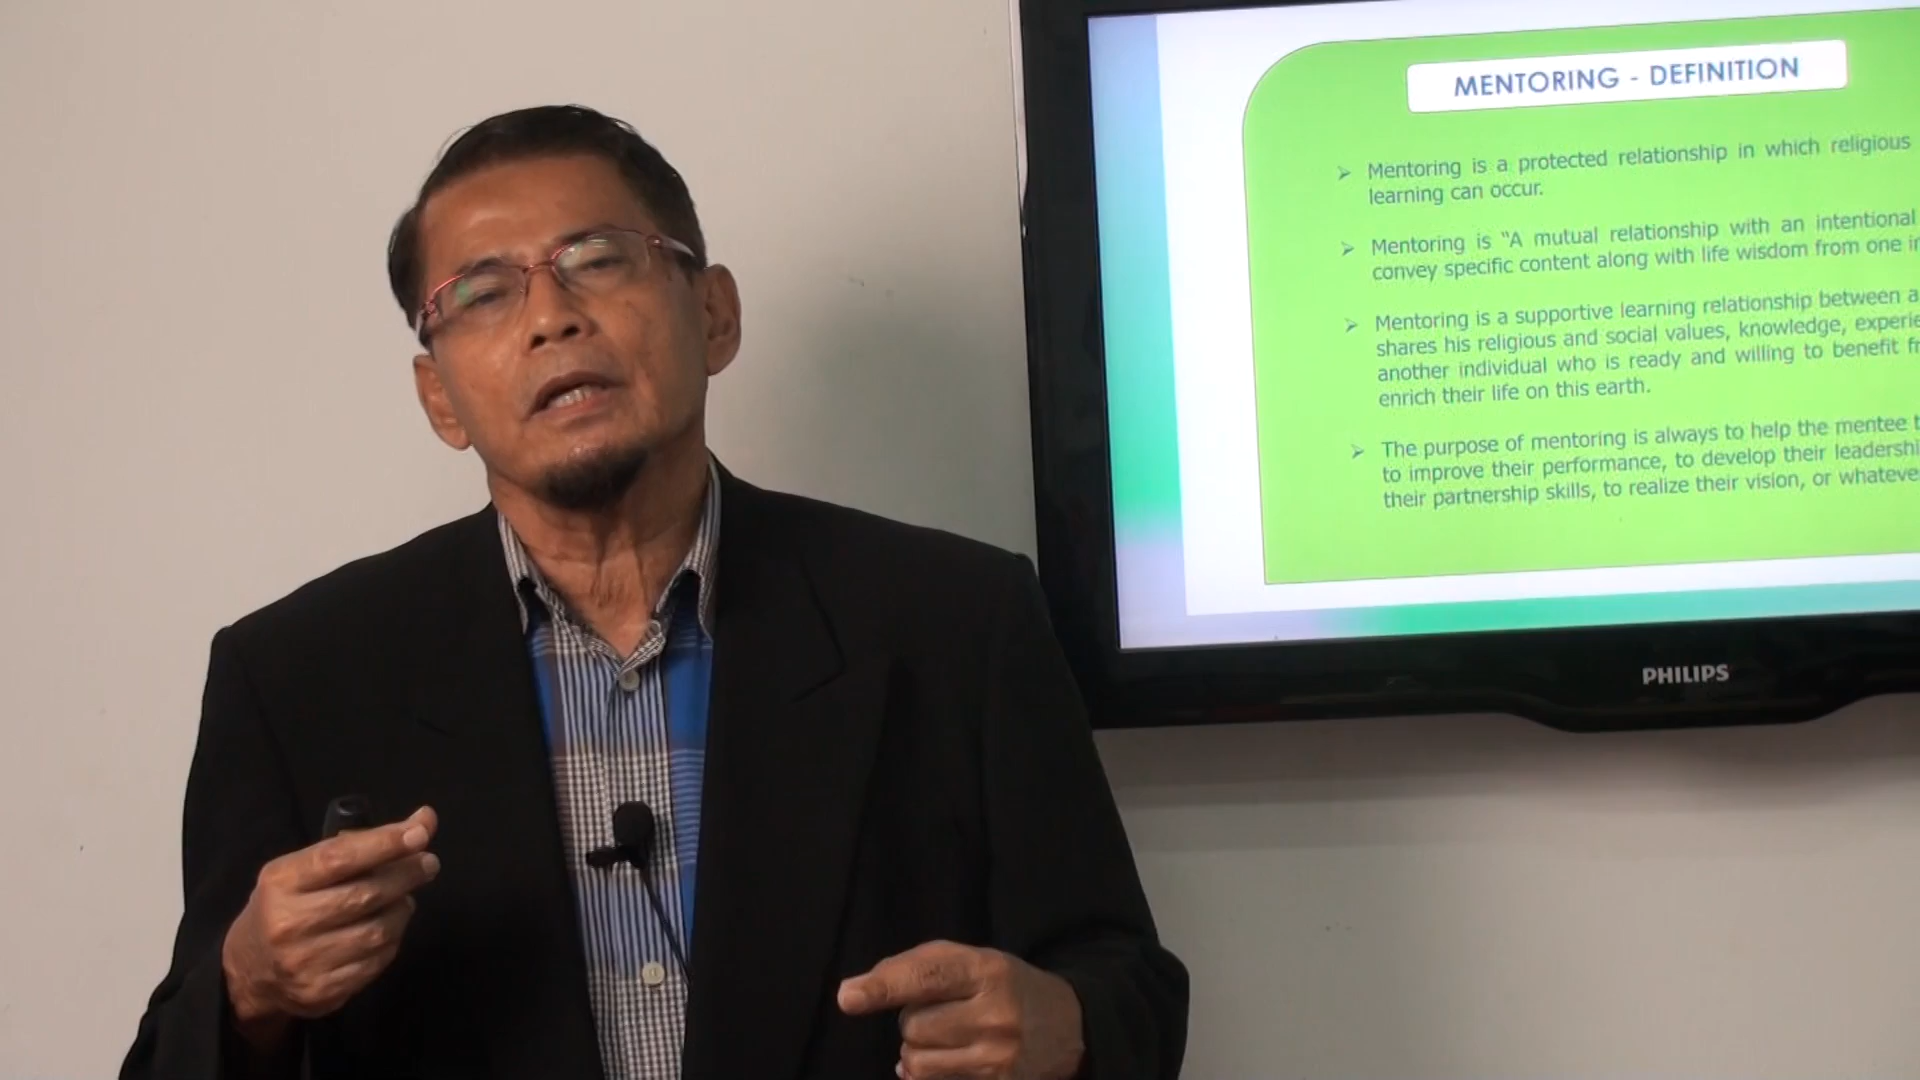 MENTORING - DEFINITION
Mentoring is a protected relationship in which religious
learning can occur.
Mentoring is "A mutual relationship with an intentional
convey specific content along with life wisdom from one
Mentoring is a supportive learning relationship between a
shares his religious and social values, knowledge,
another individual who is ready and willing to benefit
enrich their life on this earth.
The purpose of mentoring is always to help the mentee
to improve their performance, to develop their
their partnership skills, to realize their vision, or
PHILIPS